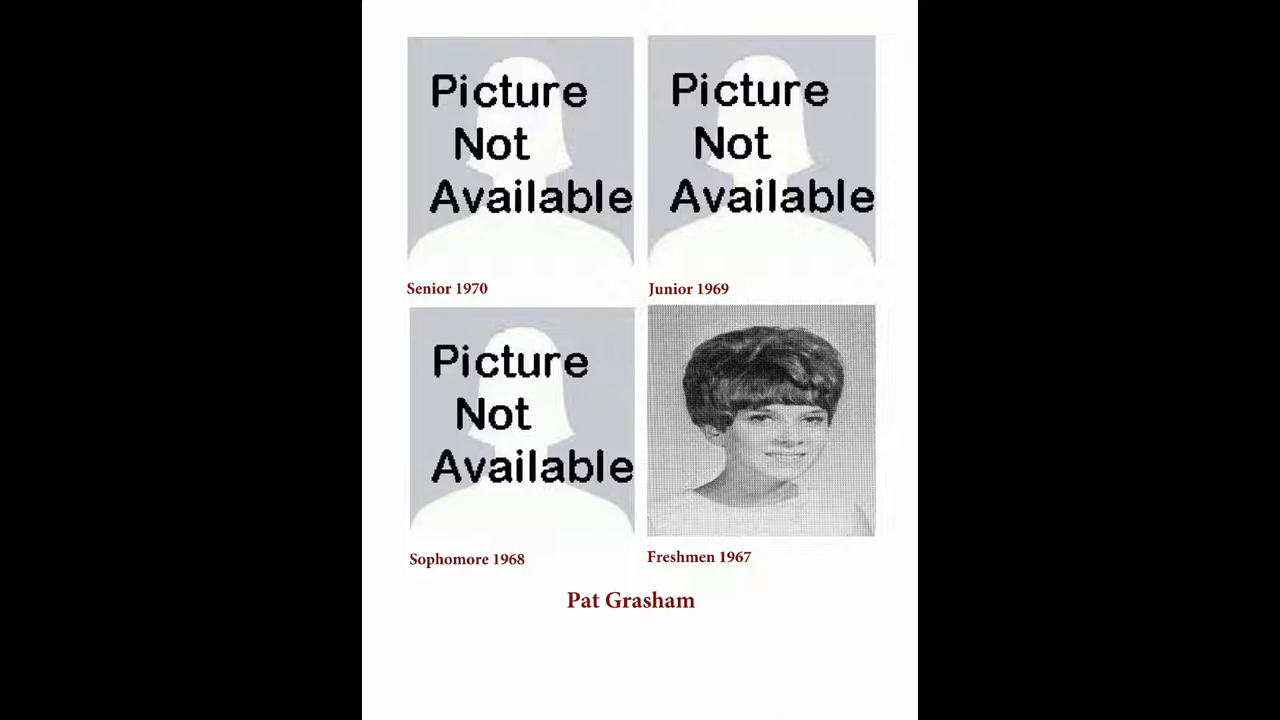 Picture
Not
Available
Senior 1970
Picture
Not
Available
Junior 1969
Picture
Not
Available
Sophomore 1968
Freshmen 1967
Pat Grasham